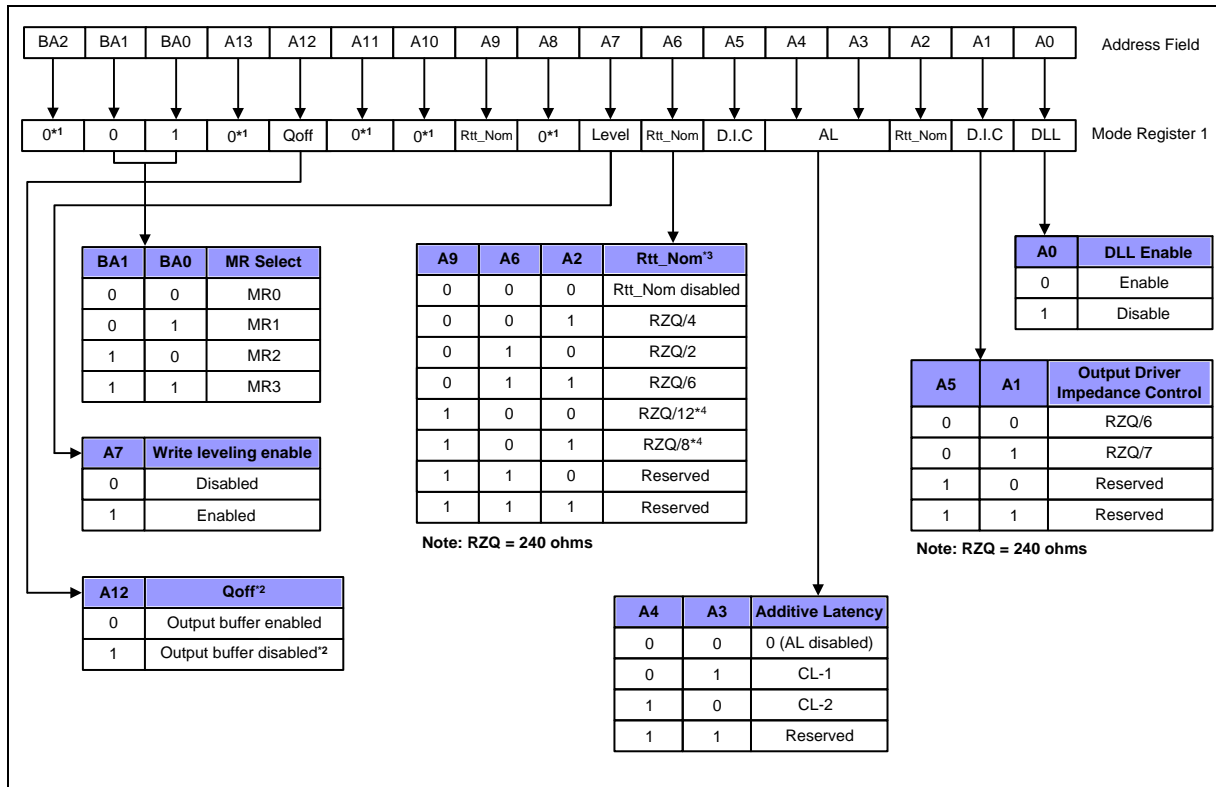 BA2 BA1 BA0 A13 A12 A11 A10 A9 A8 A7 A6 A5 A4 A3 A2 A1 A0 Address Field
0*1 0 1 0*1 Qoff 0*1 0*1 Rtt_Nom 0*1 Level Rtt_Nom D.I.C AL Rtt_Nom D.I.C DLL Mode Register 1
BA1 BA0 MR Select
0 0 MR0
0 1 MR1
1 0 MR2
1 1 MR3
A7 Write leveling enable
0 Disabled
1 Enabled
A12 Qoff*2
0 Output buffer enabled
1 Output buffer disabled*2
A9 A6 A2 Rtt_Nom*3
0 0 0 Rtt_Nom disabled
0 0 1 RZQ/4
0 1 0 RZQ/2
0 1 1 RZQ/6
1 0 0 RZQ/12*4
1 0 1 RZQ/8*4
1 1 0 Reserved
1 1 1 Reserved
Note: RZQ = 240 ohms
A4 A3 Additive Latency
0 0 0 (AL disabled)
0 1 CL-1
1 0 CL-2
1 1 Reserved
A0 DLL Enable
0 Enable
1 Disable
A5 A1 Output Driver
Impedance Control
0 0 RZQ/6
0 1 RZQ/7
1 0 Reserved
1 1 Reserved
Note: RZQ = 240 ohms